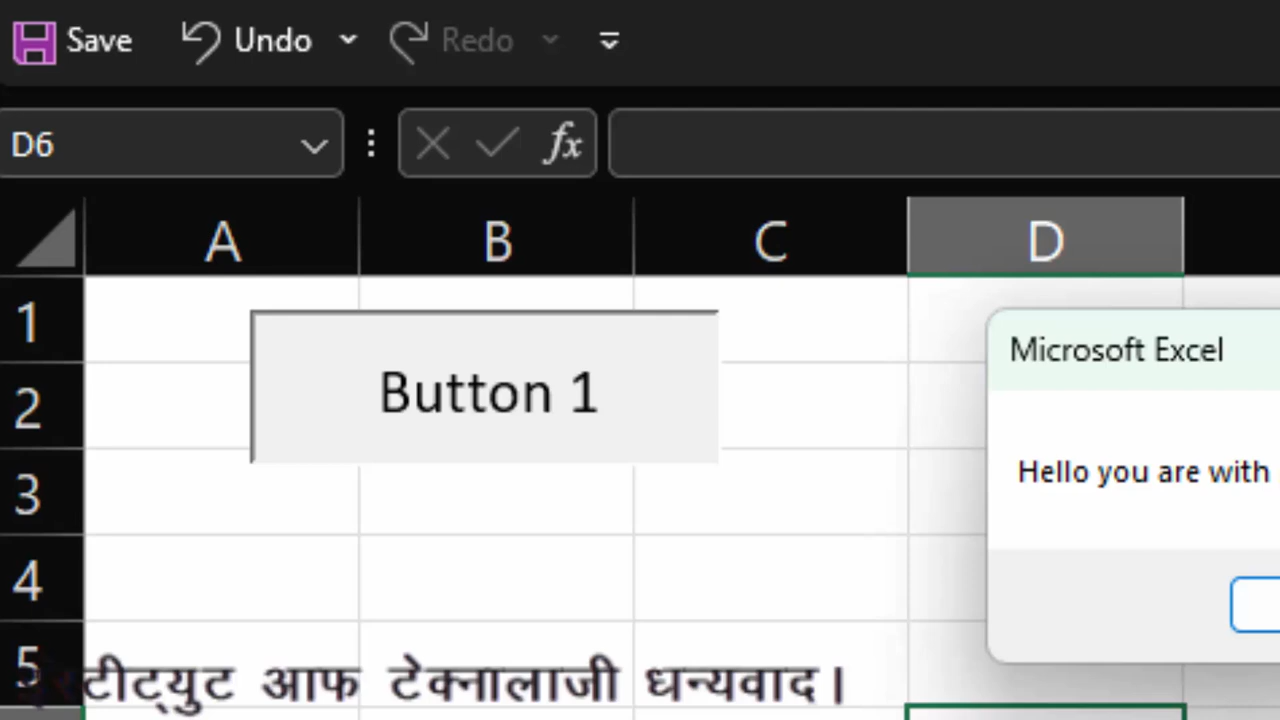 Save Undo Redo
D6 fx
A B C D
1
Microsoft Excel
Button 1
2
Hello you are with
3
4
5
टीट्युट आफ टेक्नालाजी धन्यवाद।